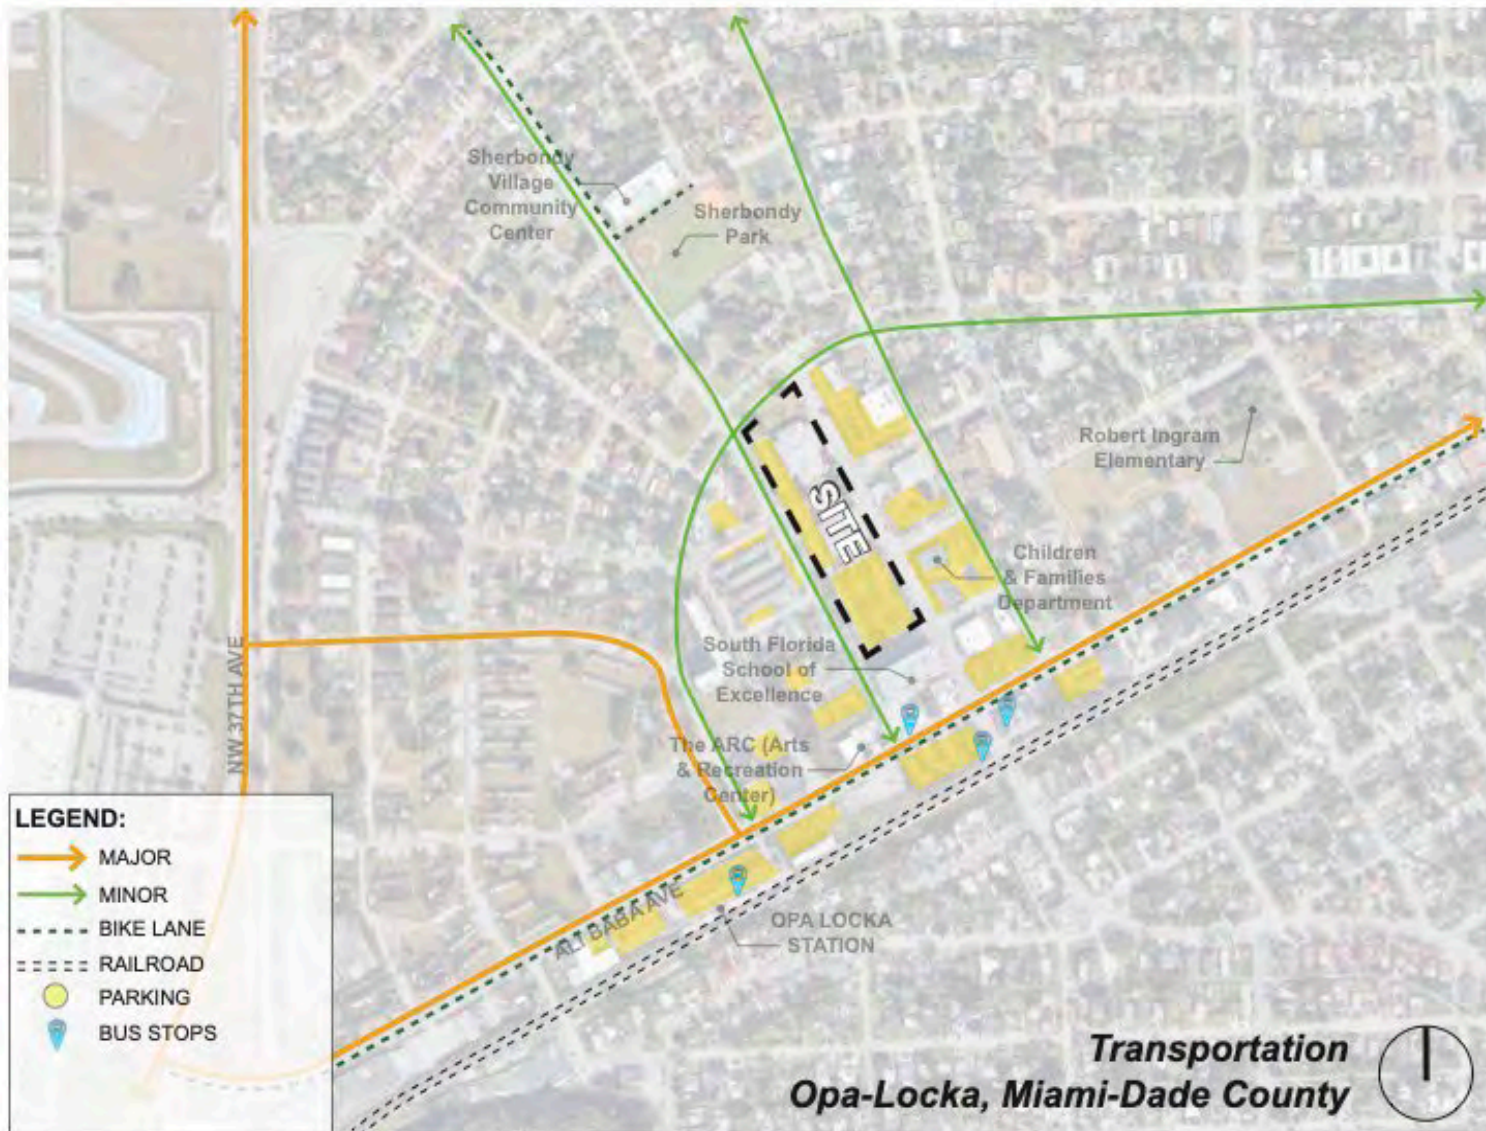 Sherbondy
Village
Community
Center
Sherbondy
Park
Robert Ingram
Elementary
SITE
Children
& Families
Department
South Florida
School of
Excellence
NW 37TH AVE
The ARC (Arts
& Recreation
Center)
ALI BABA AVE
OPA LOCKA
STATION
LEGEND:
MAJOR
MINOR
BIKE LANE
RAILROAD
PARKING
BUS STOPS
Transportation
Opa-Locka, Miami-Dade County